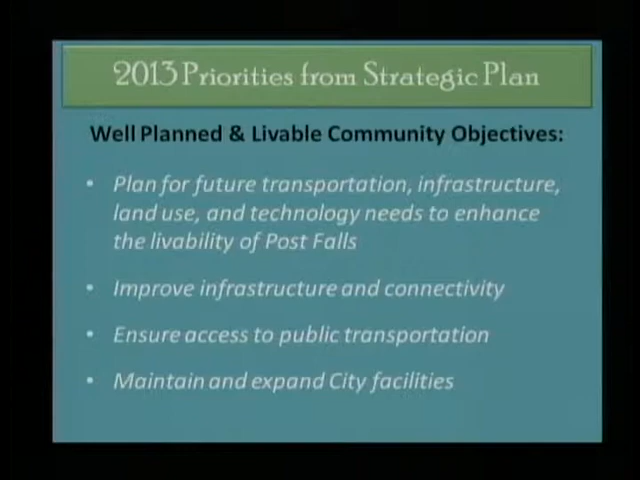 2013 Priorities from Strategic Plan
Well Planned & Livable Community Objectives:
• Plan for future transportation, infrastructure,
land use, and technology needs to enhance
the livability of Post Falls
• Improve infrastructure and connectivity
• Ensure access to public transportation
• Maintain and expand City facilities